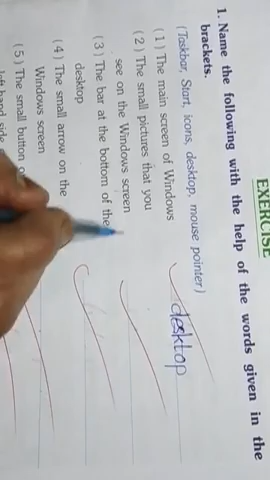 EXERCISE
1. Name the following with the help of the words given in the
brackets.
(Taskbar, Start, icons, desktop, mouse pointer)
(1) The main screen of Windows desktop
(2) The small pictures that you
see on the Windows screen
(3) The bar at the bottom of the
desktop
(4) The small arrow on the
Windows screen
(5) The small button